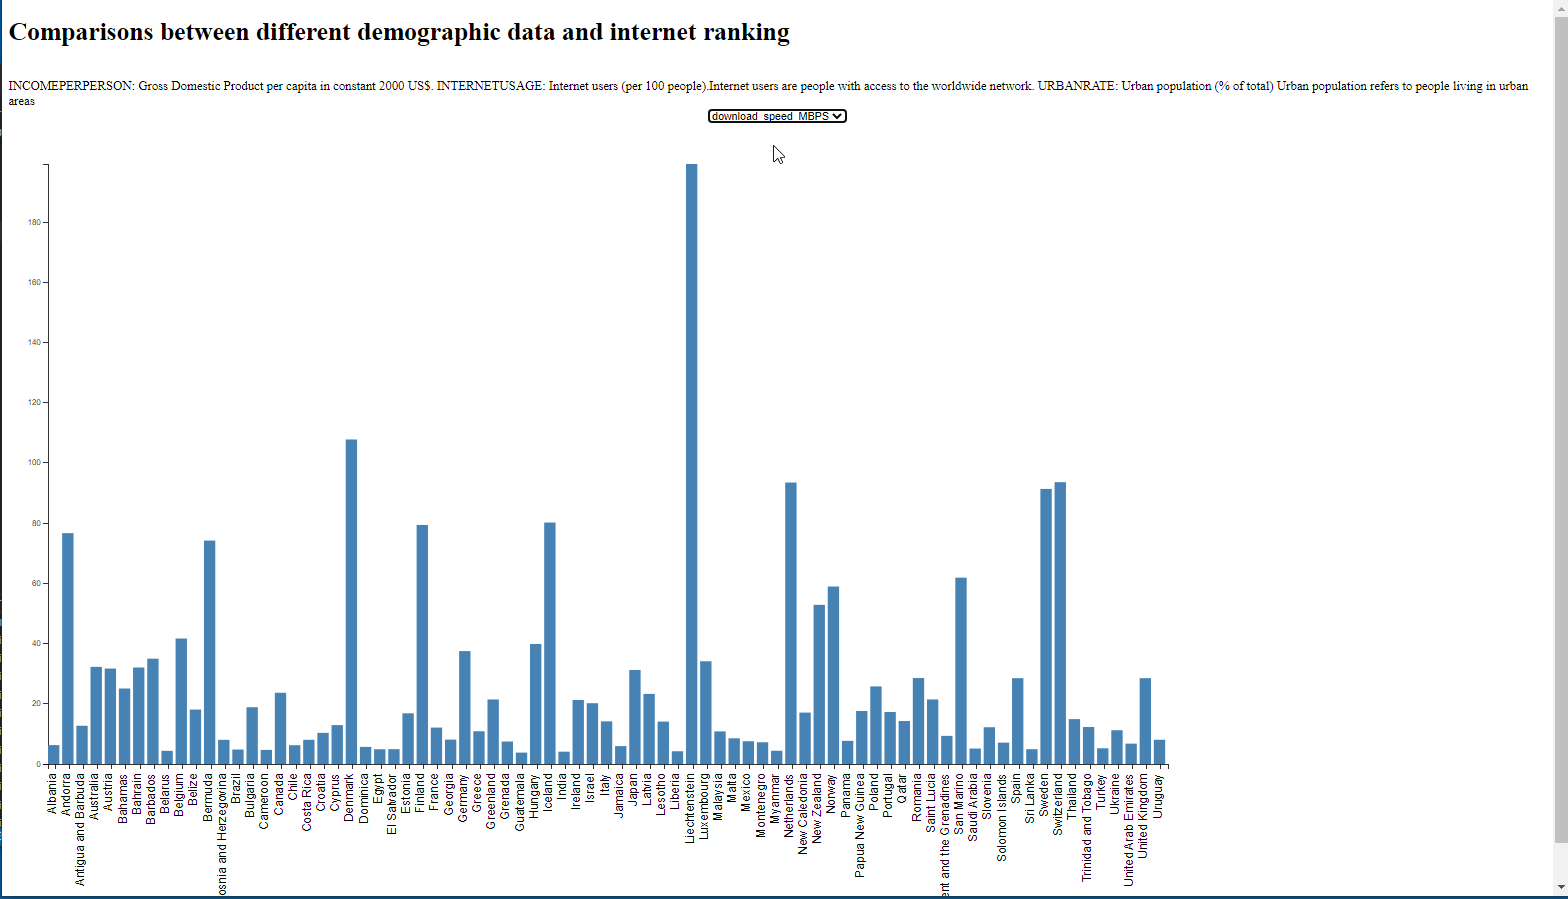 Comparisons between different demographic data and internet ranking
INCOMEPERPERSON: Gross Domestic Product per capita in constant 2000 US$. INTERNETUSAGE: Internet users (per 100 people).Internet users are people with access to the worldwide network. URBANRATE: Urban population (% of total) Urban population refers to people living in urban
areas
download_speed_MBPS
180
160
140
120
100
80
60
40
20
0
Albania
Andorra
Antigua and Barbuda
Australia
Austria
Bahamas
Bahrain
Barbados
Belarus
Belgium
Belize
Bermuda
osnia and Herzegovina
Brazil
Bulgaria
Cameroon
Canada
Chile
Costa Rica
Croatia
Cyprus
Denmark
Dominica
Egypt
El Salvador
Estonia
Finland
France
Georgia
Germany
Greece
Greenland
Grenada
Guatemala
Hungary
Iceland
India
Ireland
Israel
Italy
Jamaica
Japan
Latvia
Lesotho
Liberia
Liechtenstein
Luxembourg
Malaysia
Malta
Mexico
Montenegro
Myanmar
Netherlands
New Caledonia
New Zealand
Norway
Panama
Papua New Guinea
Poland
Portugal
Qatar
Romania
Saint Lucia
ent and the Grenadines
San Marino
Saudi Arabia
Slovenia
Solomon Islands
Spain
Sri Lanka
Sweden
Switzerland
Thailand
Trinidad and Tobago
Turkey
Ukraine
United Arab Emirates
United Kingdom
Uruguay